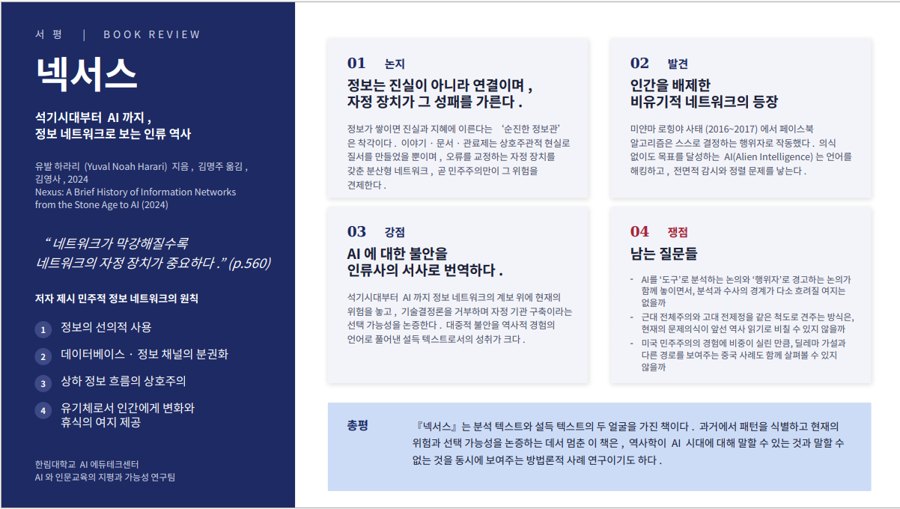 서 평 | BOOK REVIEW
넥서스
석기시대부터 AI 까지 ,
정보 네트워크로 보는 인류 역사
유발 하라리 (Yuval Noah Harari) 지음 , 김명주 옮김 ,
김영사 , 2024
Nexus: A Brief History of Information Networks
from the Stone Age to AI (2024)
“ 네트워크가 막강해질수록
네트워크의 자정 장치가 중요하다 .” (p.560)
저자 제시 민주적 정보 네트워크의 원칙
1 정보의 선의적 사용
2 데이터베이스 · 정보 채널의 분권화
3 상하 정보 흐름의 상호주의
4 유기체로서 인간에게 변화와
휴식의 여지 제공
한림대학교 AI 에듀테크센터
AI 와 인문교육의 지평과 가능성 연구팀
01 논지
정보는 진실이 아니라 연결이며 ,
자정 장치가 그 성패를 가른다 .
정보가 쌓이면 진실과 지혜에 이른다는 ‘순진한 정보관’
은 착각이다 . 이야기 · 문서 · 관료제는 상호주관적 현실로
질서를 만들었을 뿐이며 , 오류를 교정하는 자정 장치를
갖춘 분산형 네트워크 , 곧 민주주의만이 그 위험을
견제한다 .
02 발견
인간을 배제한
비유기적 네트워크의 등장
미얀마 로힝야 사태 (2016~2017) 에서 페이스북
알고리즘은 스스로 결정하는 행위자로 작동했다 . 의식
없이도 목표를 달성하는 AI(Alien Intelligence) 는 언어를
해킹하고 , 전면적 감시와 정렬 문제를 낳는다 .
03 강점
AI 에 대한 불안을
인류사의 서사로 번역하다 .
석기시대부터 AI 까지 정보 네트워크의 계보 위에 현재의
위험을 놓고 , 기술결정론을 거부하며 자정 기관 구축이라는
선택 가능성을 논증한다 . 대중적 불안을 역사적 경험의
언어로 풀어낸 설득 텍스트로서의 성취가 크다 .
04 쟁점
남는 질문들
- AI를 ‘도구’로 분석하는 논의와 ‘행위자’로 경고하는 논의가
함께 놓이면서, 분석과 수사의 경계가 다소 흐려질 여지는
없을까
- 근대 전체주의와 고대 전제정을 같은 척도로 견주는 방식은,
현재의 문제의식이 앞선 역사 읽기로 비칠 수 있지 않을까
- 미국 민주주의의 경험에 비중이 실린 만큼, 딜레마 가설과
다른 경로를 보여주는 중국 사례도 함께 살펴볼 수 있지
않을까
총평
『넥서스』는 분석 텍스트와 설득 텍스트의 두 얼굴을 가진 책이다 . 과거에서 패턴을 식별하고 현재의
위험과 선택 가능성을 논증하는 데서 멈춘 이 책은 , 역사학이 AI 시대에 대해 말할 수 있는 것과 말할 수
없는 것을 동시에 보여주는 방법론적 사례 연구이기도 하다 .